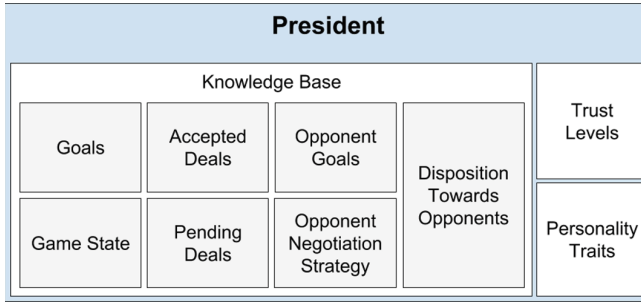 President
Knowledge Base
Goals
Accepted
Deals
Opponent
Goals
Disposition
Towards
Opponents
Game State
Pending
Deals
Opponent
Negotiation
Strategy
Trust
Levels
Personality
Traits